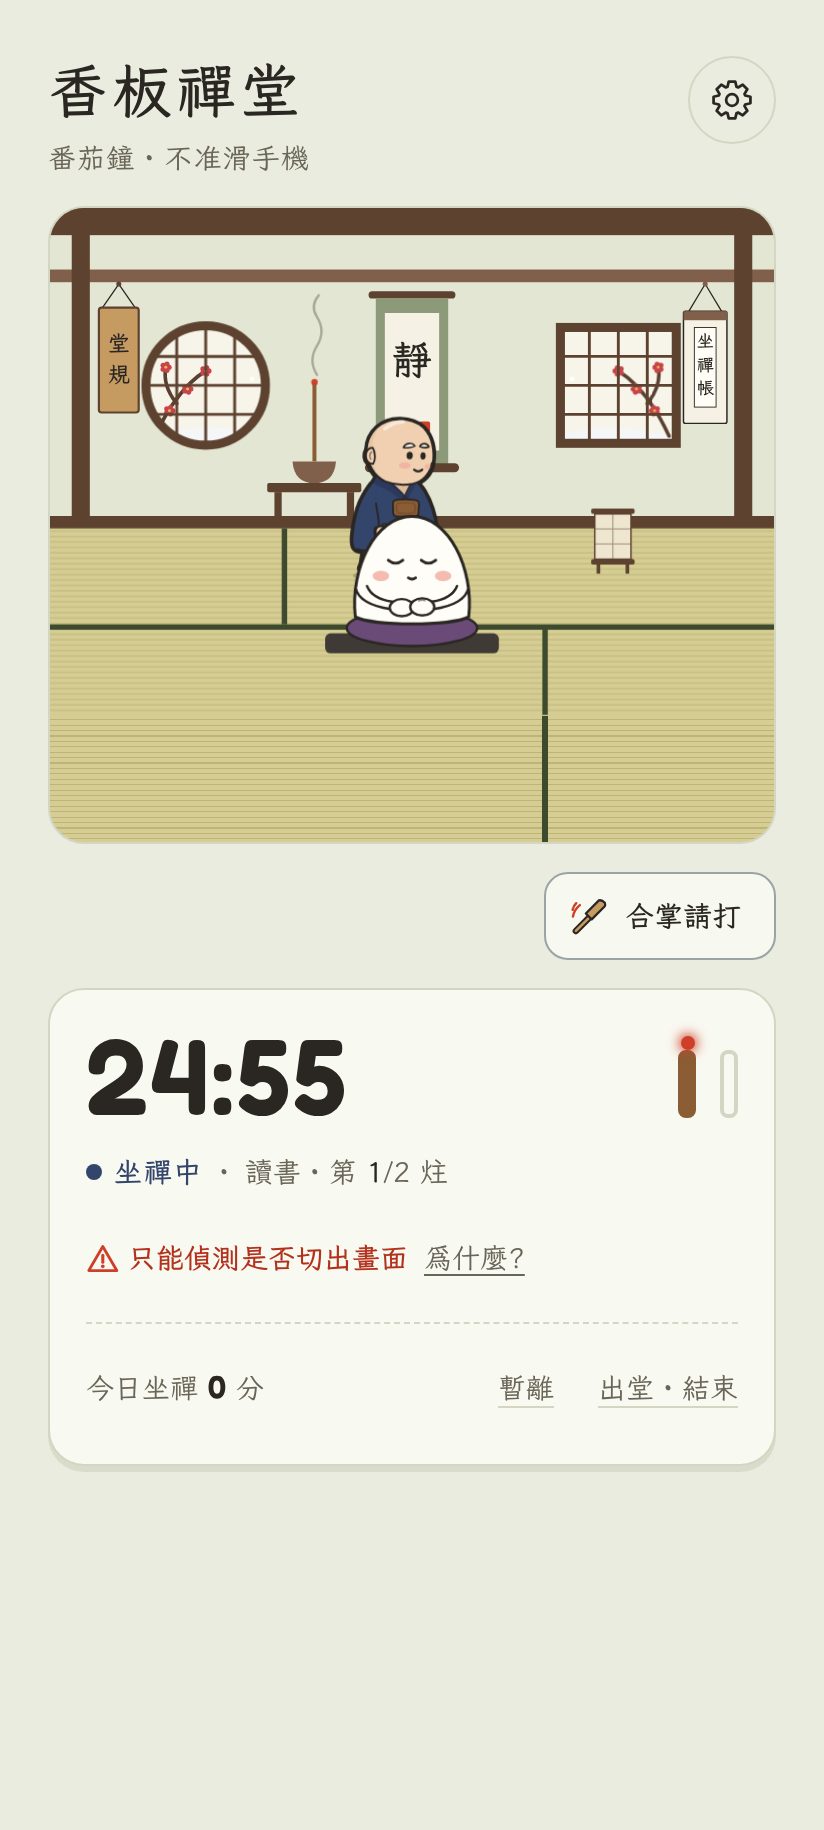 香板禪堂
番茄鐘・不准滑手機
堂規
靜
坐禪帳
合掌請打
24:55
坐禪中・讀書・第 1/2 炷
只能偵測是否切出畫面 為什麼?
今日坐禪 0 分 暫離 出堂・結束